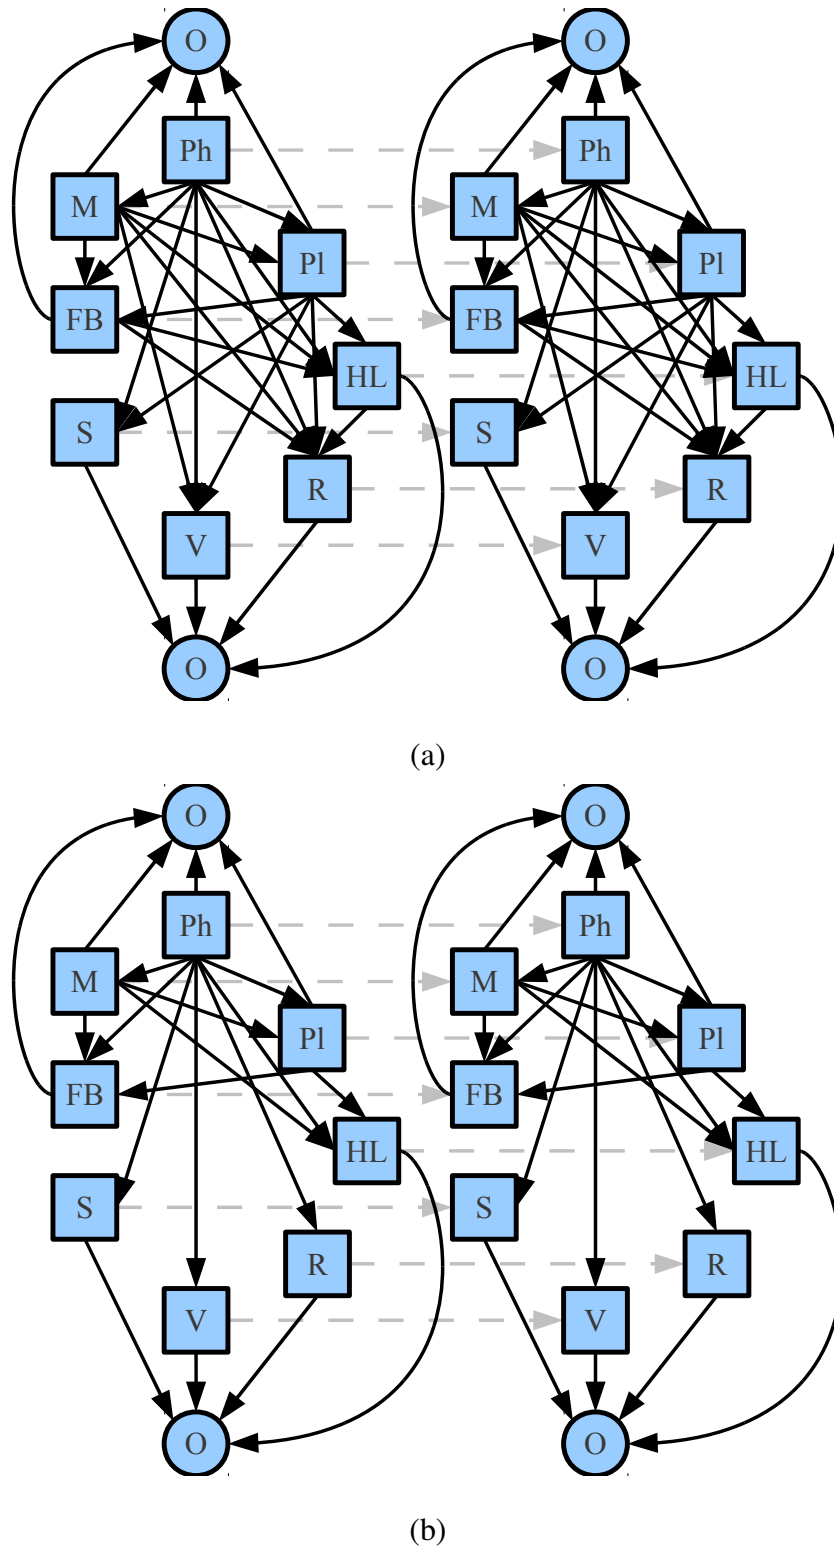 O O
Ph Ph
M M
Pl Pl
FB FB
HL HL
S S
R R
V V
O O
(a)
O O
Ph Ph
M M
Pl Pl
FB FB
HL HL
S S
R R
V V
O O
(b)